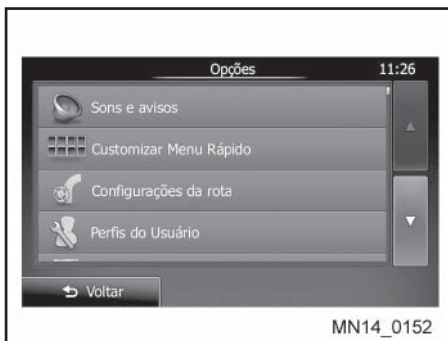 Opções 11:26
Sons e avisos
Customizar Menu Rápido
Configurações da rota
Perfis do Usuário
Voltar
MN14_0152